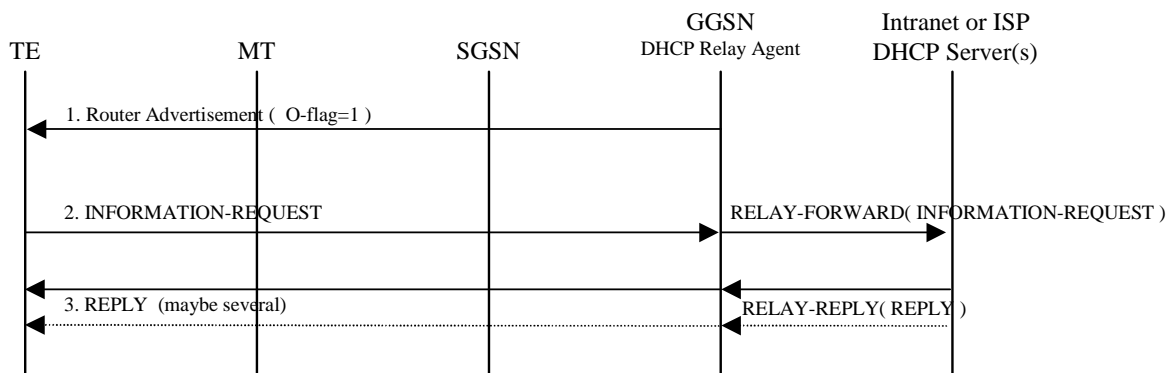 GGSN
Intranet or ISP
TE
MT
SGSN
DHCP Relay Agent
DHCP Server(s)
1. Router Advertisement ( O-flag=1 )
2. INFORMATION-REQUEST
RELAY-FORWARD( INFORMATION-REQUEST )
3. REPLY (maybe several)
RELAY-REPLY( REPLY )